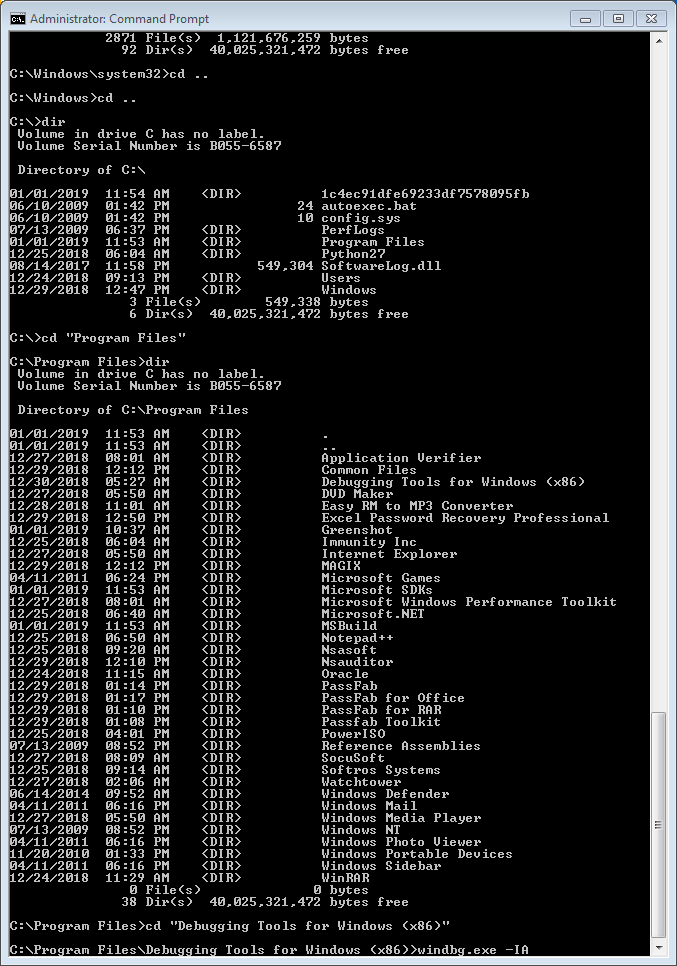 Administrator: Command Prompt
2871 File(s)  1,121,676,259 bytes
92 Dir(s)  40,025,321,472 bytes free
C:\Windows\system32>cd ..
C:\Windows>cd ..
C:\>dir
Volume in drive C has no label.
Volume Serial Number is B055-6587
Directory of C:\
01/01/2019  11:54 AM    <DIR>          1c4ec91dfe69233df7578095fb
06/10/2009  01:42 PM                24 autoexec.bat
06/10/2009  01:42 PM                10 config.sys
07/13/2009  06:37 PM    <DIR>          PerfLogs
01/01/2019  11:53 AM    <DIR>          Program Files
12/25/2018  06:04 AM    <DIR>          Python27
08/14/2017  11:58 PM           549,304 SoftwareLog.dll
12/24/2018  09:13 PM    <DIR>          Users
12/29/2018  12:47 PM    <DIR>          Windows
3 File(s)        549,338 bytes
6 Dir(s)  40,025,321,472 bytes free
C:\>cd "Program Files"
C:\Program Files>dir
Volume in drive C has no label.
Volume Serial Number is B055-6587
Directory of C:\Program Files
01/01/2019  11:53 AM    <DIR>          .
01/01/2019  11:53 AM    <DIR>          ..
12/27/2018  08:01 AM    <DIR>          Application Verifier
12/29/2018  12:12 PM    <DIR>          Common Files
12/30/2018  05:27 AM    <DIR>          Debugging Tools for Windows (x86)
12/27/2018  05:50 AM    <DIR>          DVD Maker
12/28/2018  11:01 AM    <DIR>          Easy RM to MP3 Converter
12/29/2018  12:50 PM    <DIR>          Excel Password Recovery Professional
01/01/2019  10:37 AM    <DIR>          Greenshot
12/25/2018  06:04 AM    <DIR>          Immunity Inc
12/27/2018  05:50 AM    <DIR>          Internet Explorer
12/29/2018  12:12 PM    <DIR>          MAGIX
04/11/2011  06:24 PM    <DIR>          Microsoft Games
01/01/2019  11:53 AM    <DIR>          Microsoft SDKs
12/27/2018  08:01 AM    <DIR>          Microsoft Windows Performance Toolkit
12/25/2018  06:40 AM    <DIR>          Microsoft.NET
01/01/2019  11:53 AM    <DIR>          MSBuild
12/25/2018  06:50 AM    <DIR>          Notepad++
12/25/2018  09:20 AM    <DIR>          Nsasoft
12/29/2018  12:10 PM    <DIR>          Nsauditor
12/24/2018  11:15 AM    <DIR>          Oracle
12/29/2018  01:14 PM    <DIR>          PassFab
12/29/2018  01:17 PM    <DIR>          PassFab for Office
12/29/2018  01:10 PM    <DIR>          PassFab for RAR
12/29/2018  01:08 PM    <DIR>          Passfab Toolkit
12/25/2018  04:01 PM    <DIR>          PowerISO
07/13/2009  08:52 PM    <DIR>          Reference Assemblies
12/27/2018  08:09 AM    <DIR>          SocuSoft
12/25/2018  09:14 AM    <DIR>          Softros Systems
12/27/2018  02:06 AM    <DIR>          Watchtower
06/14/2014  09:52 AM    <DIR>          Windows Defender
04/11/2011  06:16 PM    <DIR>          Windows Mail
12/27/2018  05:50 AM    <DIR>          Windows Media Player
07/13/2009  08:52 PM    <DIR>          Windows NT
04/11/2011  06:16 PM    <DIR>          Windows Photo Viewer
11/20/2010  01:33 PM    <DIR>          Windows Portable Devices
04/11/2011  06:16 PM    <DIR>          Windows Sidebar
12/24/2018  11:29 AM    <DIR>          WinRAR
0 File(s)              0 bytes
38 Dir(s)  40,025,321,472 bytes free
C:\Program Files>cd "Debugging Tools for Windows (x86)"
C:\Program Files\Debugging Tools for Windows (x86)>windbg.exe -IA